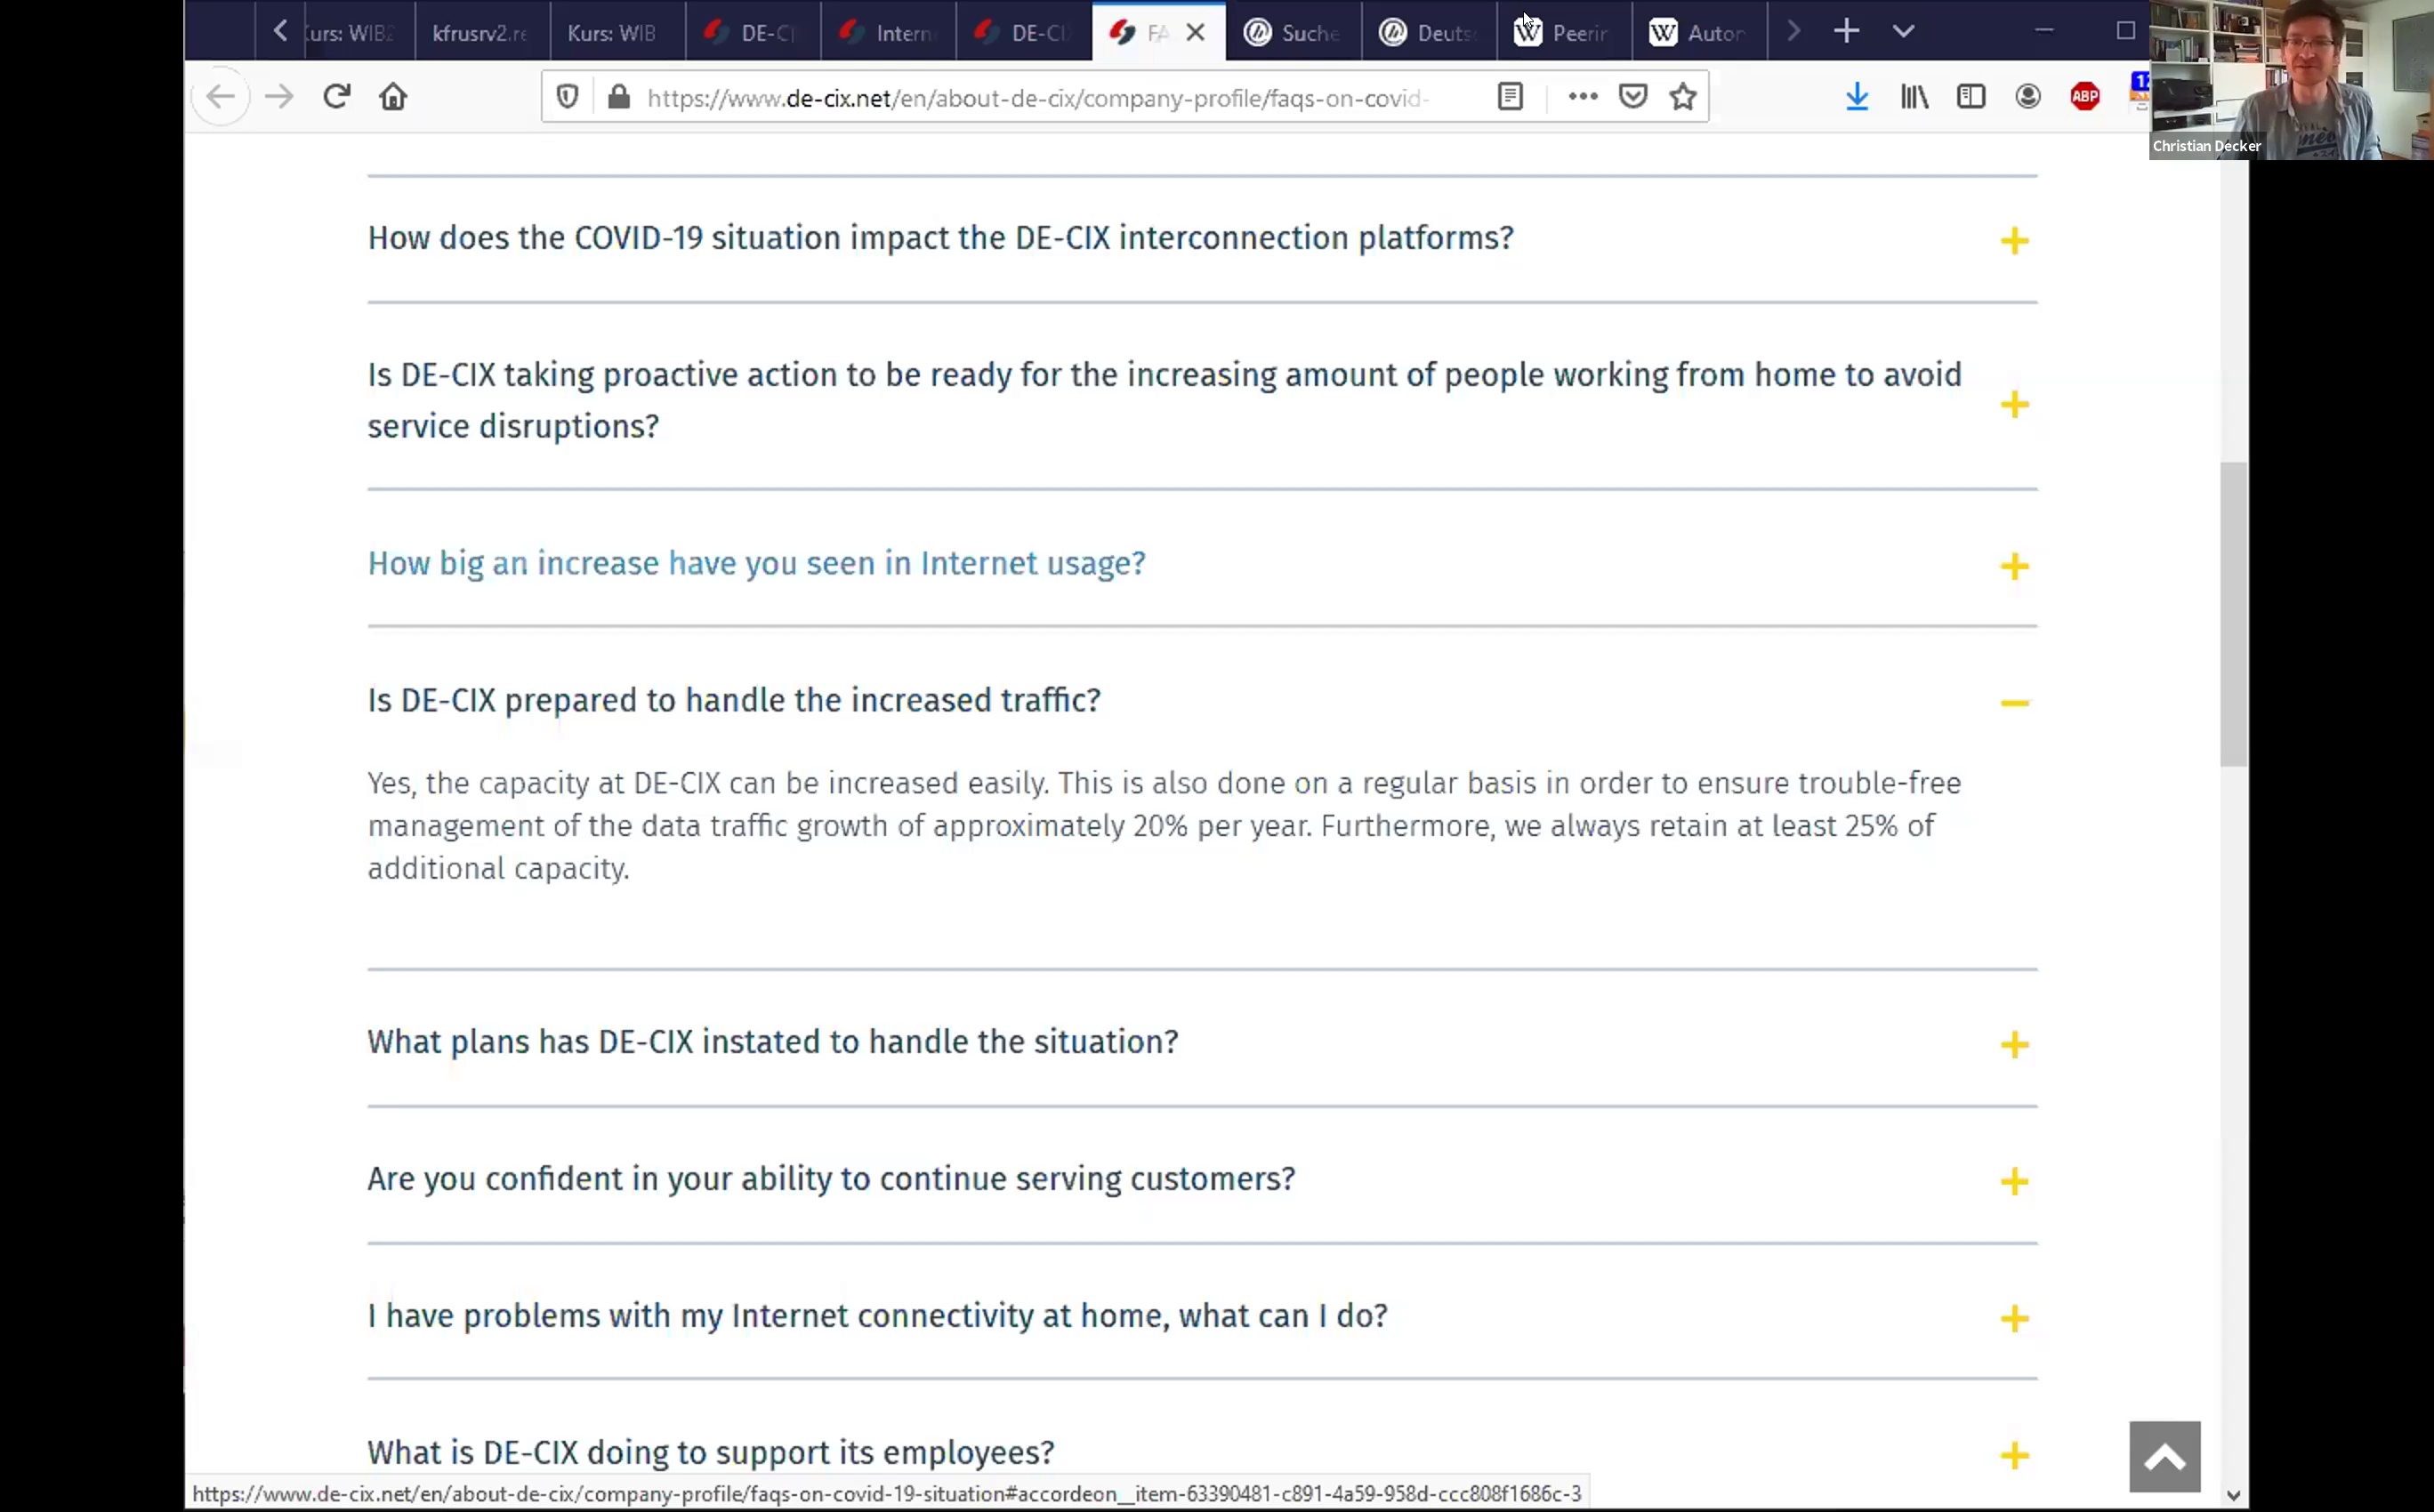 Kurs: WIB2
kfrusrv2.re
Kurs: WIB
DE-C
Intern
DE-CI
FA
Suche
Deuts
Peerin
Auton
https://www.de-cix.net/en/about-de-cix/company-profile/faqs-on-covid-
ABP
12
Christian Decker
How does the COVID-19 situation impact the DE-CIX interconnection platforms?
Is DE-CIX taking proactive action to be ready for the increasing amount of people working from home to avoid
service disruptions?
How big an increase have you seen in Internet usage?
Is DE-CIX prepared to handle the increased traffic?
Yes, the capacity at DE-CIX can be increased easily. This is also done on a regular basis in order to ensure trouble-free
management of the data traffic growth of approximately 20% per year. Furthermore, we always retain at least 25% of
additional capacity.
What plans has DE-CIX instated to handle the situation?
Are you confident in your ability to continue serving customers?
I have problems with my Internet connectivity at home, what can I do?
What is DE-CIX doing to support its employees?
https://www.de-cix.net/en/about-de-cix/company-profile/faqs-on-covid-19-situation#accordeon__item-63390481-c891-4a59-958d-ccc808f1686c-3